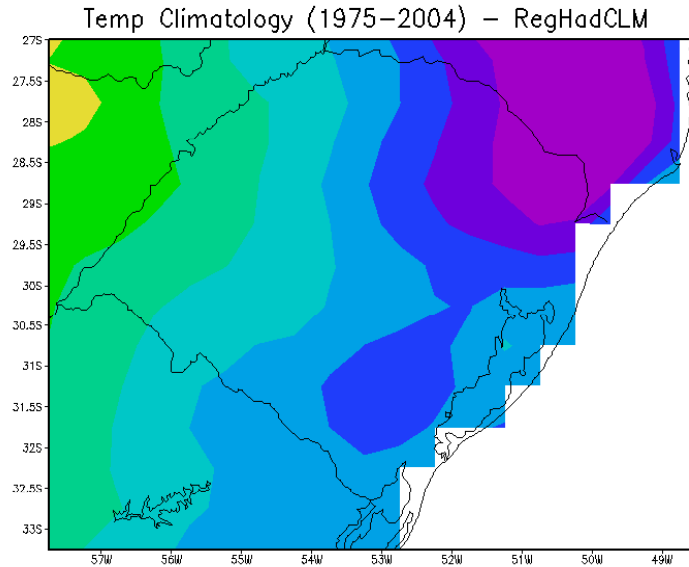 Temp Climatology (1975–2004) – RegHadCLM
27S
27.5S
28S
28.5S
29S
29.5S
30S
30.5S
31S
31.5S
32S
37.5S
33S
57W 56W 55W 54W 53W 52W 51W 50W 49W